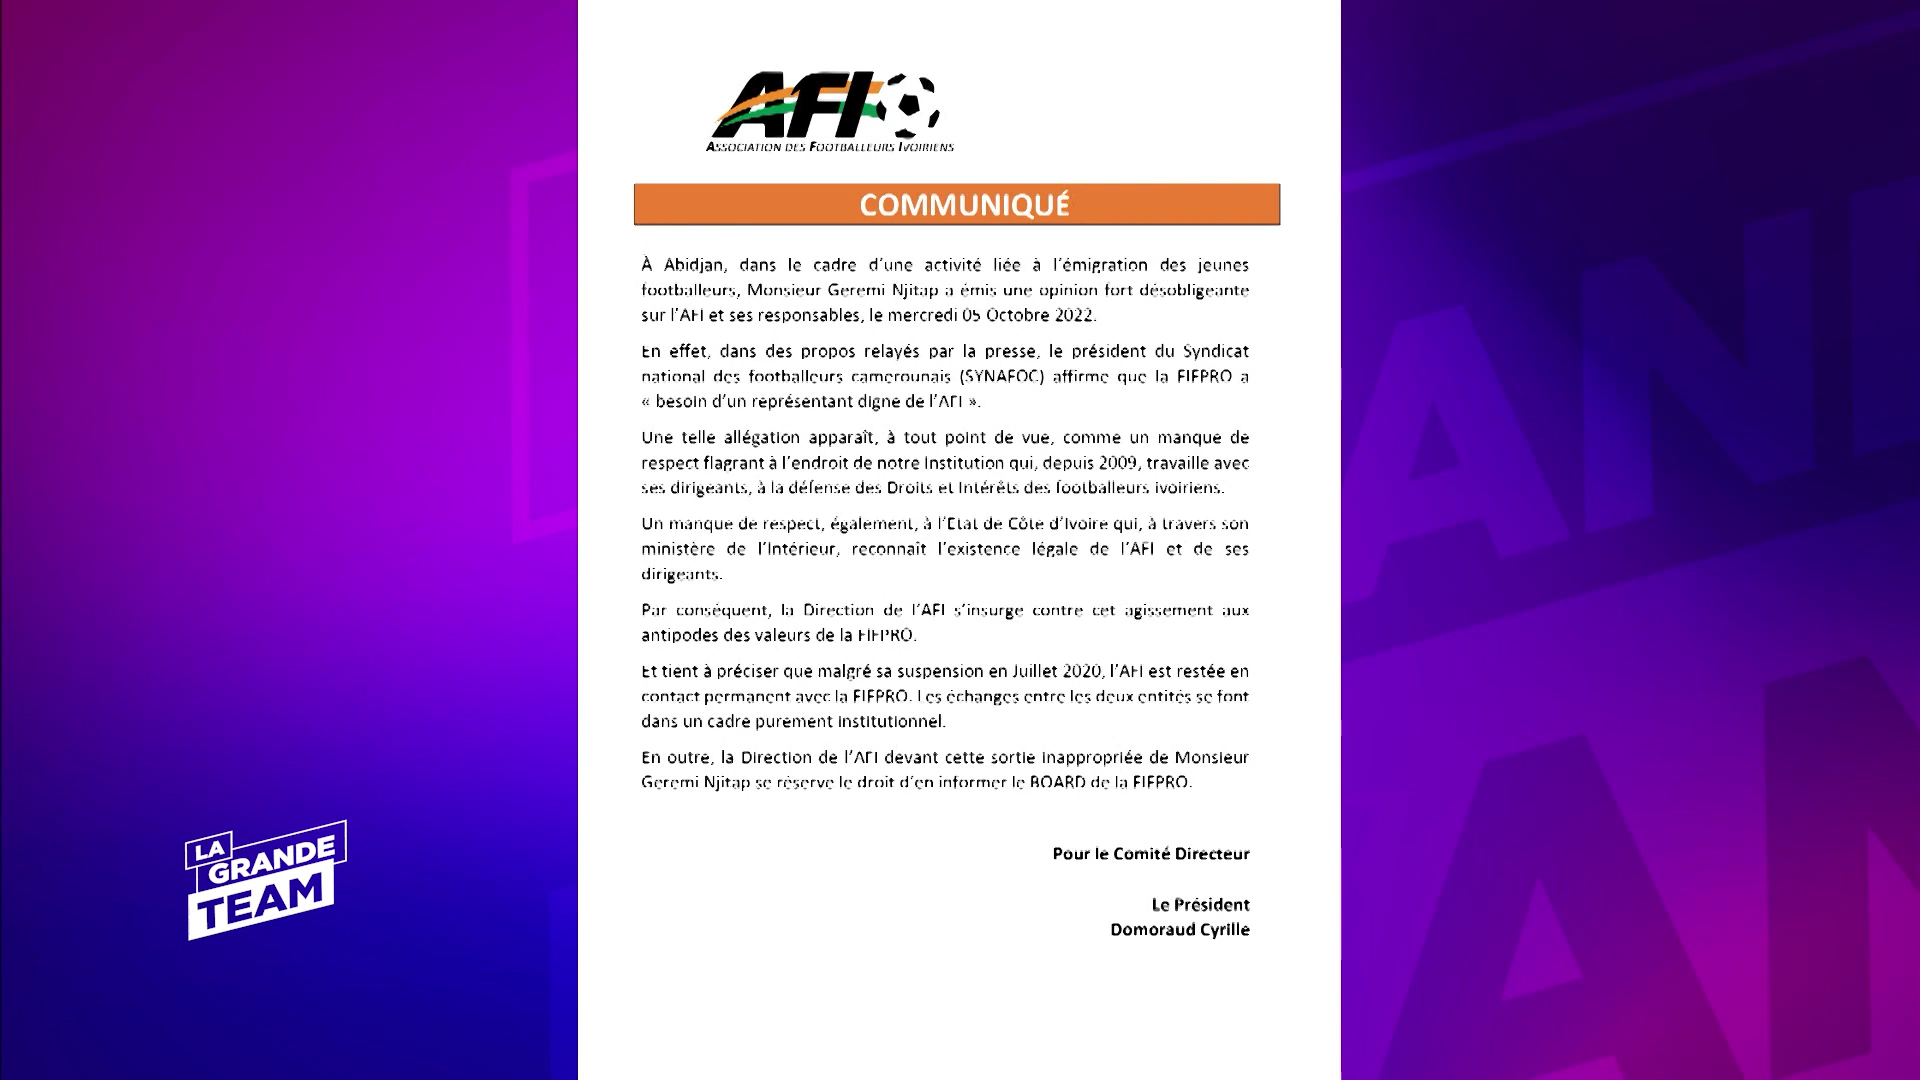 AFI
ASSOCIATION DES FOOTBALLEURS IVOIRIENS
COMMUNIQUÉ
À Abidjan, dans le cadre d'une activité liée à l'émigration des jeunes
footballeurs, Monsieur Geremi Njitap a émis une opinion fort désobligeante
sur l'AFI et ses responsables, le mercredi 05 Octobre 2022.
En effet, dans des propos relayés par la presse, le président du Syndicat
national des footballeurs camerounais (SYNAFOC) affirme que la FIFPRO a
« besoin d'un représentant digne de l'AFI ».
Une telle allégation apparaît, à tout point de vue, comme un manque de
respect flagrant à l'endroit de notre Institution qui, depuis 2009, travaille avec
ses dirigeants, à la défense des Droits et Intérêts des footballeurs ivoiriens.
Un manque de respect, également, à l'Etat de Côte d'Ivoire qui, à travers son
ministère de l'Intérieur, reconnaît l'existence légale de l'AFI et de ses
dirigeants.
Par conséquent, la Direction de l'AFI s'insurge contre cet agissement aux
antipodes des valeurs de la FIFPRO.
Et tient à préciser que malgré sa suspension en Juillet 2020, l'AFI est restée en
contact permanent avec la FIFPRO. Les échanges entre les deux entités se font
dans un cadre purement institutionnel.
En outre, la Direction de l'AFI devant cette sortie inappropriée de Monsieur
Geremi Njitap se réserve le droit d'en informer le BOARD de la FIFPRO.
Pour le Comité Directeur
Le Président
Domoraud Cyrille
LA
GRANDE
TEAM